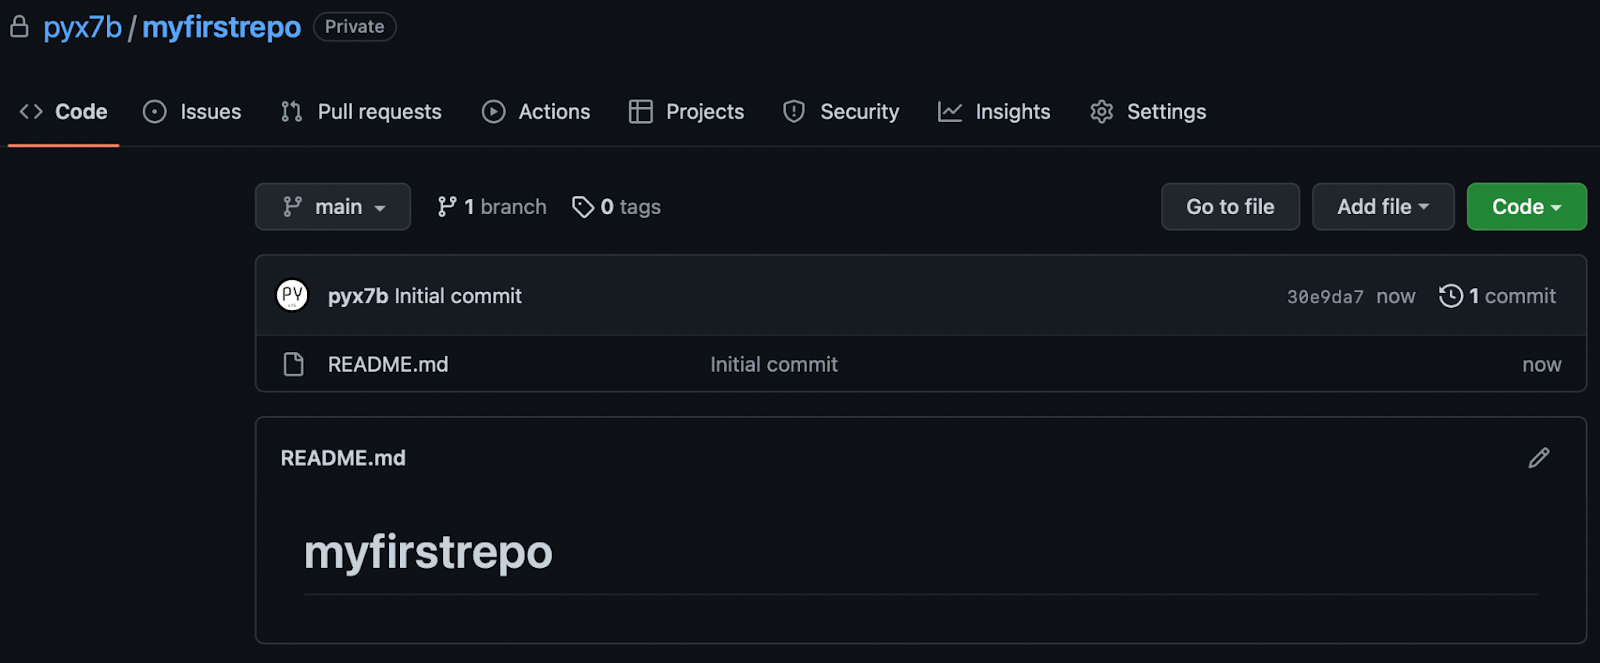 pyx7b / myfirstrepo Private
Code Issues Pull requests Actions Projects Security Insights Settings
main 1 branch 0 tags Go to file Add file Code
PY pyx7b Initial commit 30e9da7 now 1 commit
README.md Initial commit now
README.md
myfirstrepo